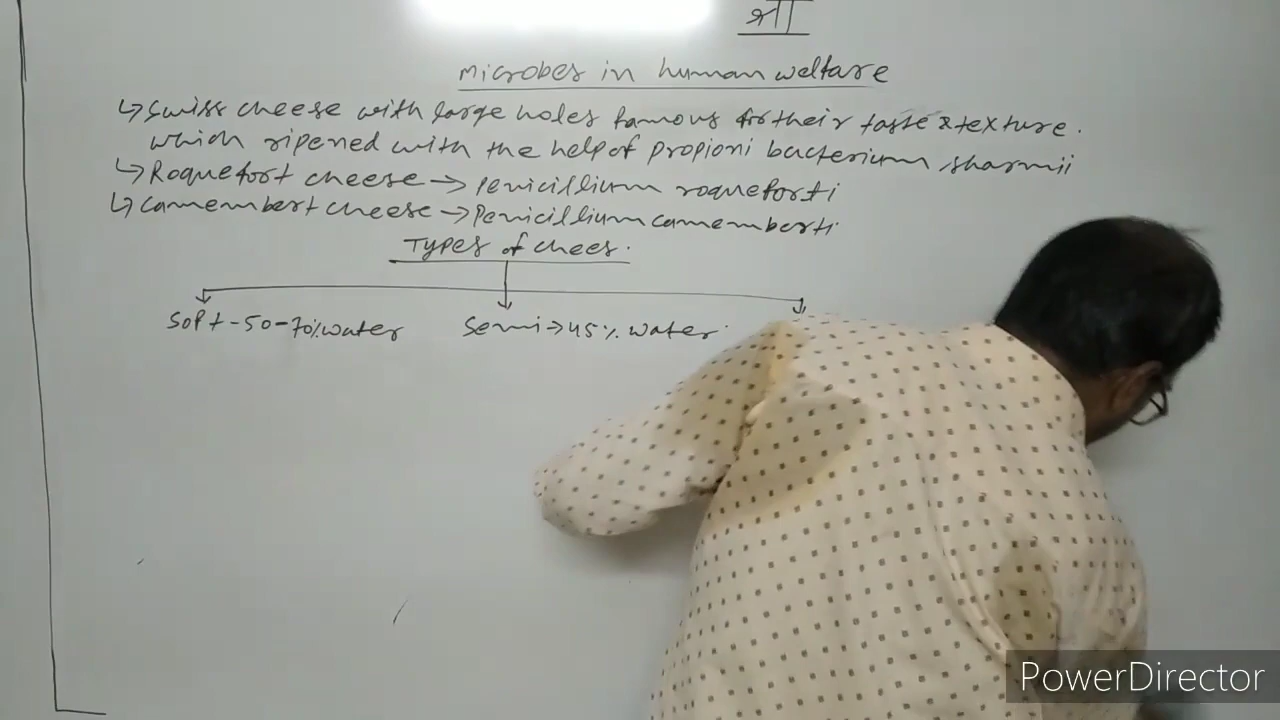 श्री
Microbes in human welfare
↳ Swiss cheese with large holes famous for their taste & texture.
which ripened with the help of propioni bacterium sharmii
↳ Roquefort cheese → penicillium roqueforti
↳ Camembert cheese → Penicillium camemberti.
Types of chees.
Soft - 50-70% water
Semi → 45% water
PowerDirector